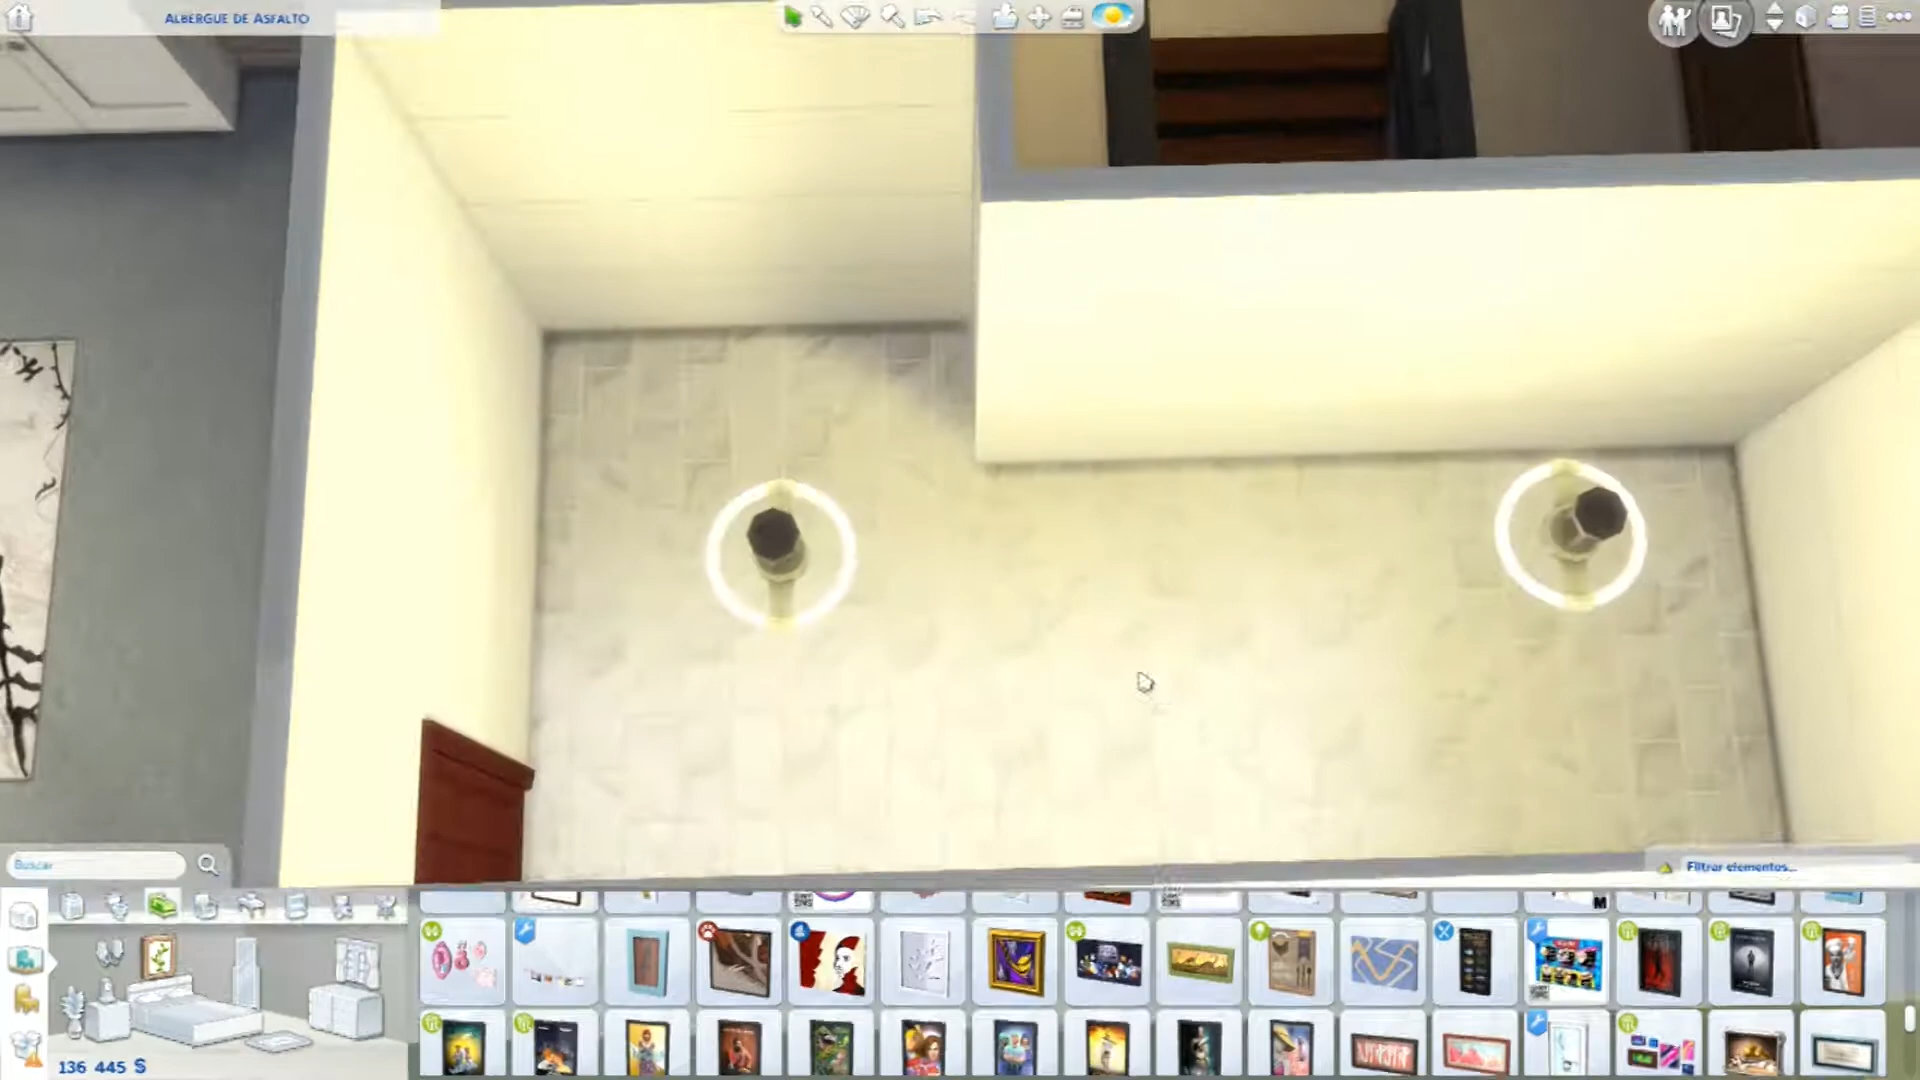 ALBERGUE DE ASFALTO
Buscar
Filtrar elementos...
136 445 $
M